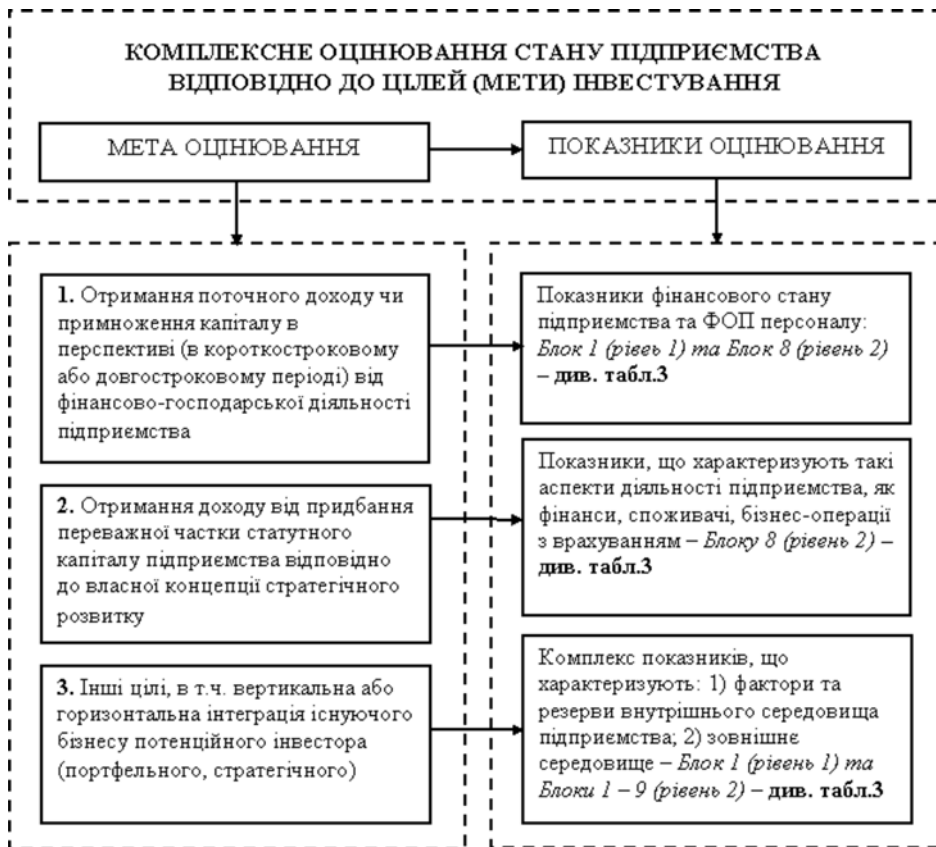 КОМПЛЕКСНЕ ОЦІНЮВАННЯ СТАНУ ПІДПРИЄМСТВА
ВІДПОВІДНО ДО ЦІЛЕЙ (МЕТИ) ІНВЕСТУВАННЯ
МЕТА ОЦІНЮВАННЯ
ПОКАЗНИКИ ОЦІНЮВАННЯ
1. Отримання поточного доходу чи
примноження капіталу в
перспективі (в короткостроковому
або довгостроковому періоді) від
фінансово-господарської діяльності
підприємства
Показники фінансового стану
підприємства та ФОП персоналу:
Блок 1 (рівеь 1) та Блок 8 (рівень 2)
– див. табл.3
2. Отримання доходу від придбання
переважної частки статутного
капіталу підприємства відповідно
до власної концепції стратегічного
розвитку
Показники, що характеризують такі
аспекти діяльності підприємства, як
фінанси, споживачі, бізнес-операції
з врахуванням – Блоку 8 (рівень 2) –
див. табл.3
3. Інші цілі, в т.ч. вертикальна або
горизонтальна інтеграція існуючого
бізнесу потенційного інвестора
(портфельного, стратегічного)
Комплекс показників, що
характеризують: 1) фактори та
резерви внутрішнього середовища
підприємства; 2) зовнішнє
середовище – Блок 1 (рівень 1) та
Блоки 1 – 9 (рівень 2) – див. табл.3